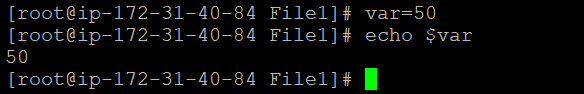 [root@ip-172-31-40-84 File1]# var=50
[root@ip-172-31-40-84 File1]# echo $var
50
[root@ip-172-31-40-84 File1]#